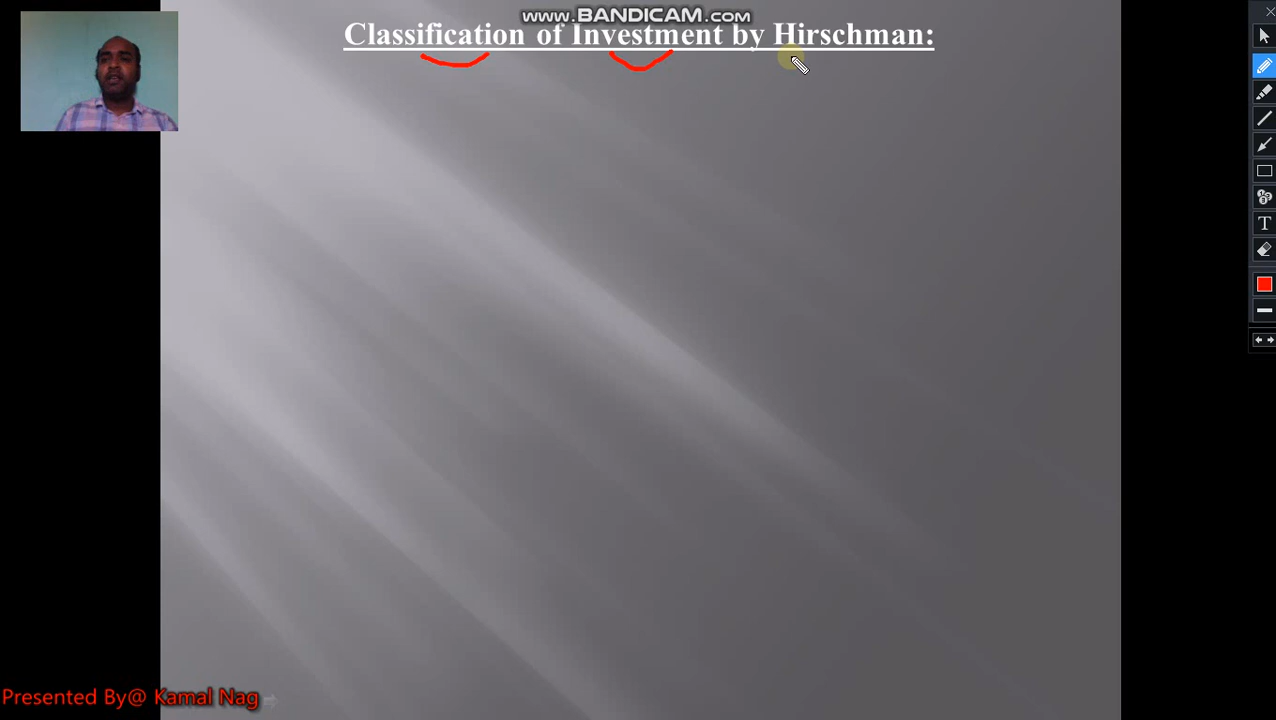 www.BANDICAM.com
Classification of Investment by Hirschman:
T
Presented By@ Kamal Nag